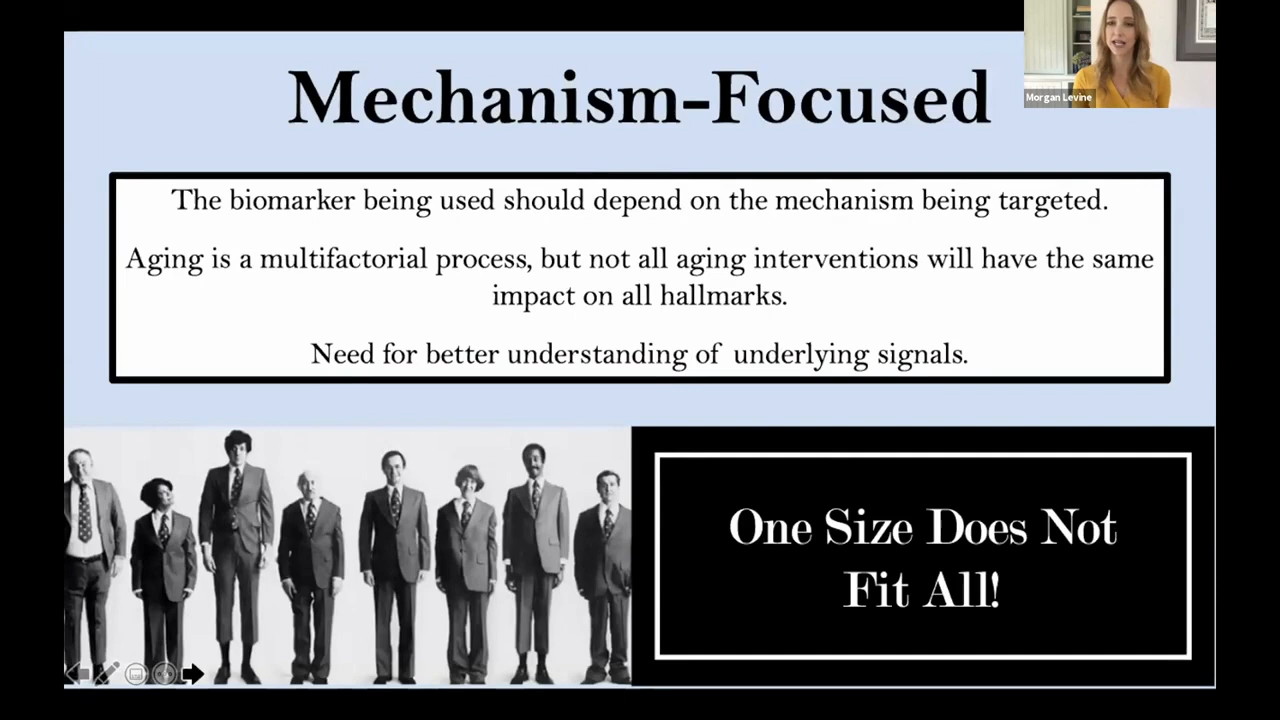 Mechanism-Focused
Morgan Levine
The biomarker being used should depend on the mechanism being targeted.
Aging is a multifactorial process, but not all aging interventions will have the same
impact on all hallmarks.
Need for better understanding of underlying signals.
One Size Does Not
Fit All!